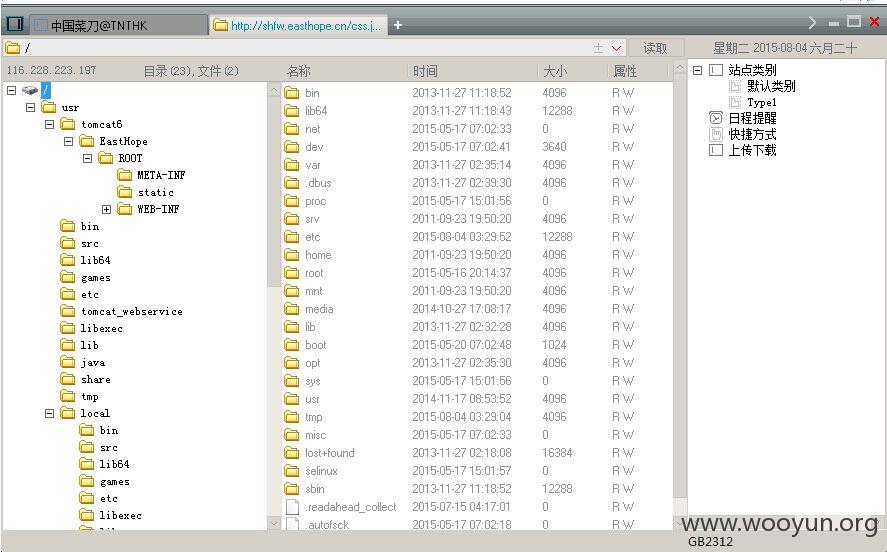 中国菜刀@TNTHK
http://shfw.easthope.cn/css.j...
+
/
读取
星期二 2015-08-04 六月二十
116.228.223.197
目录(23),文件(2)
名称 时间 大小 属性
/
usr
tomcat6
EastHope
ROOT
META-INF
static
WEB-INF
bin
src
lib64
games
etc
tomcat_webservice
libexec
lib
java
share
tmp
local
bin
src
lib64
games
etc
libexec
bin 2013-11-27 11:18:52 4096 R W
lib64 2013-11-27 11:18:43 12288 R W
net 2015-05-17 07:02:33 0 R W
dev 2015-05-17 07:02:41 3640 R W
var 2013-11-27 02:35:14 4096 R W
.dbus 2013-11-27 02:39:30 4096 R W
proc 2015-05-17 15:01:56 0 R W
srv 2011-09-23 19:50:20 4096 R W
etc 2015-08-04 03:29:52 12288 R W
home 2011-09-23 19:50:20 4096 R W
root 2015-05-16 20:14:37 4096 R W
mnt 2011-09-23 19:50:20 4096 R W
media 2014-10-27 17:08:17 4096 R W
lib 2013-11-27 02:32:28 4096 R W
boot 2015-05-20 07:02:48 1024 R W
opt 2013-11-27 02:35:30 4096 R W
sys 2015-05-17 15:01:56 0 R W
usr 2014-11-17 08:53:52 4096 R W
tmp 2015-08-04 03:29:04 4096 R W
misc 2015-05-17 07:02:33 0 R W
lost+found 2013-11-27 02:18:08 16384 R W
selinux 2015-05-17 15:01:57 0 R W
sbin 2013-11-27 11:18:52 12288 R W
.readahead_collect 2015-07-15 04:17:01 0 R W
.autofsck 2015-05-17 07:02:18 0 R W
站点类别
默认类别
Type1
日程提醒
快捷方式
上传下载
www.wooyun.org
GB2312